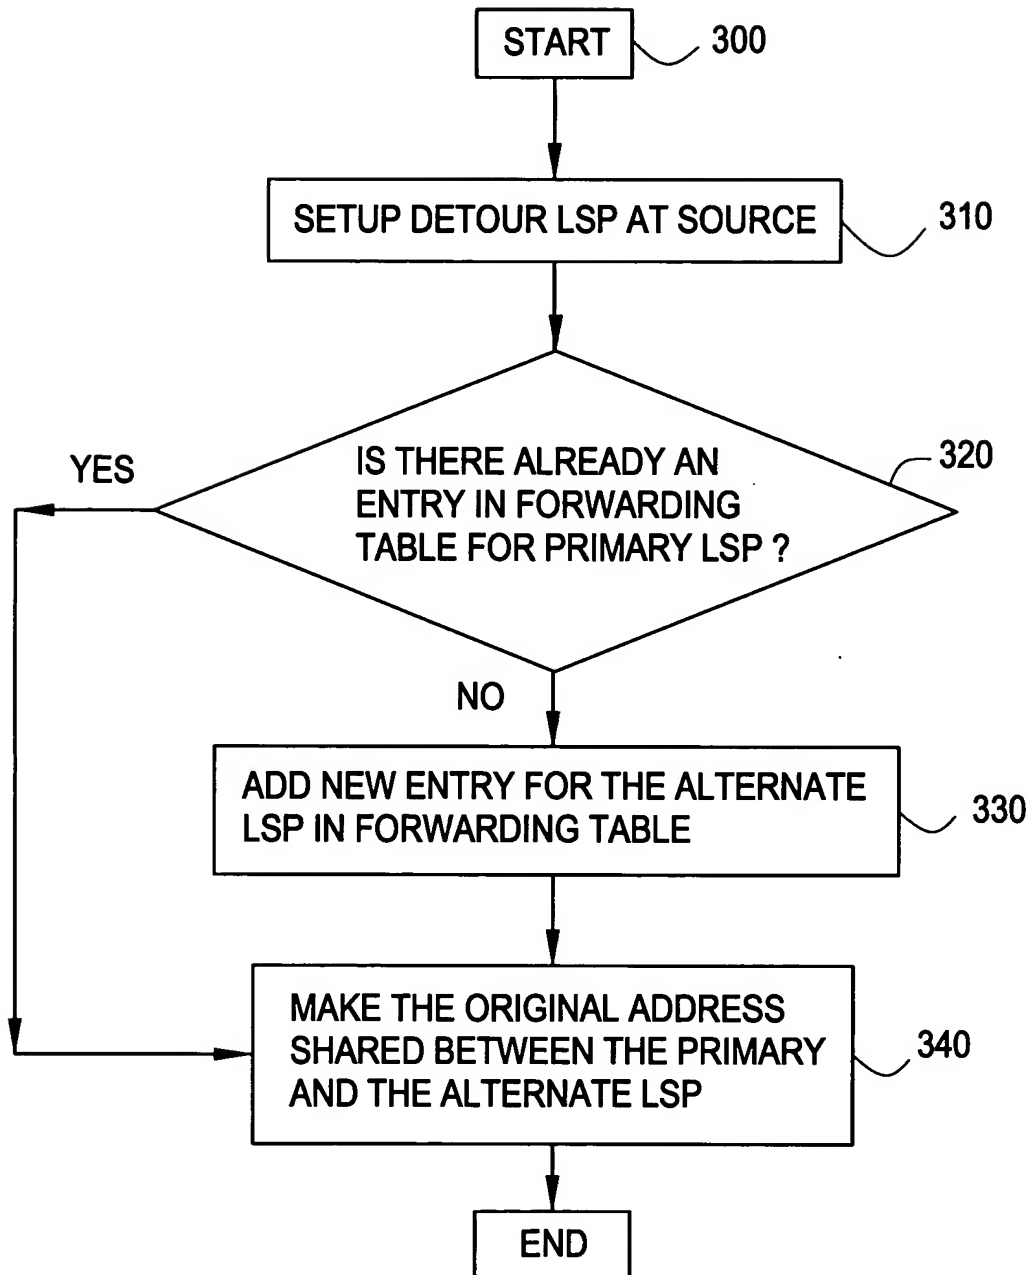 START
300
SETUP DETOUR LSP AT SOURCE
310
IS THERE ALREADY AN
ENTRY IN FORWARDING
TABLE FOR PRIMARY LSP ?
320
YES
NO
ADD NEW ENTRY FOR THE ALTERNATE
LSP IN FORWARDING TABLE
330
MAKE THE ORIGINAL ADDRESS
SHARED BETWEEN THE PRIMARY
AND THE ALTERNATE LSP
340
END